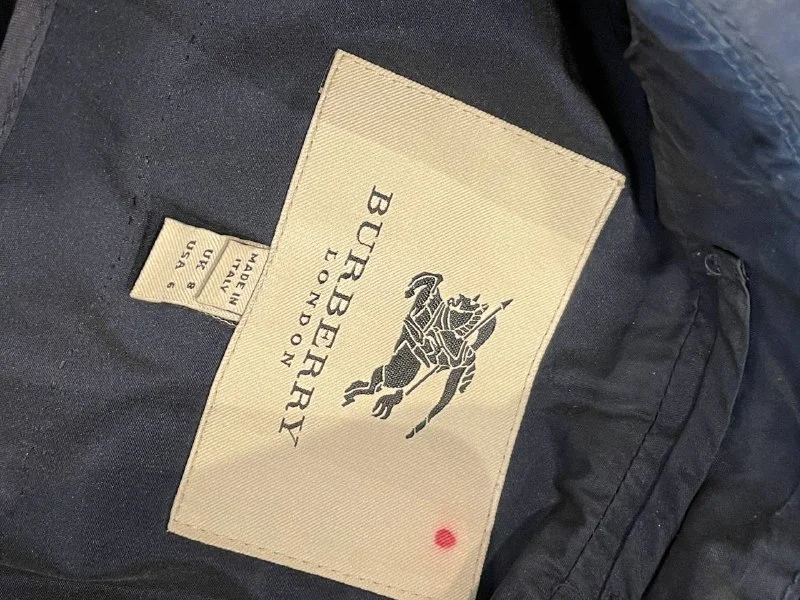 BURBERRY
LONDON
MADE IN
ITALY
UK 8
USA 6